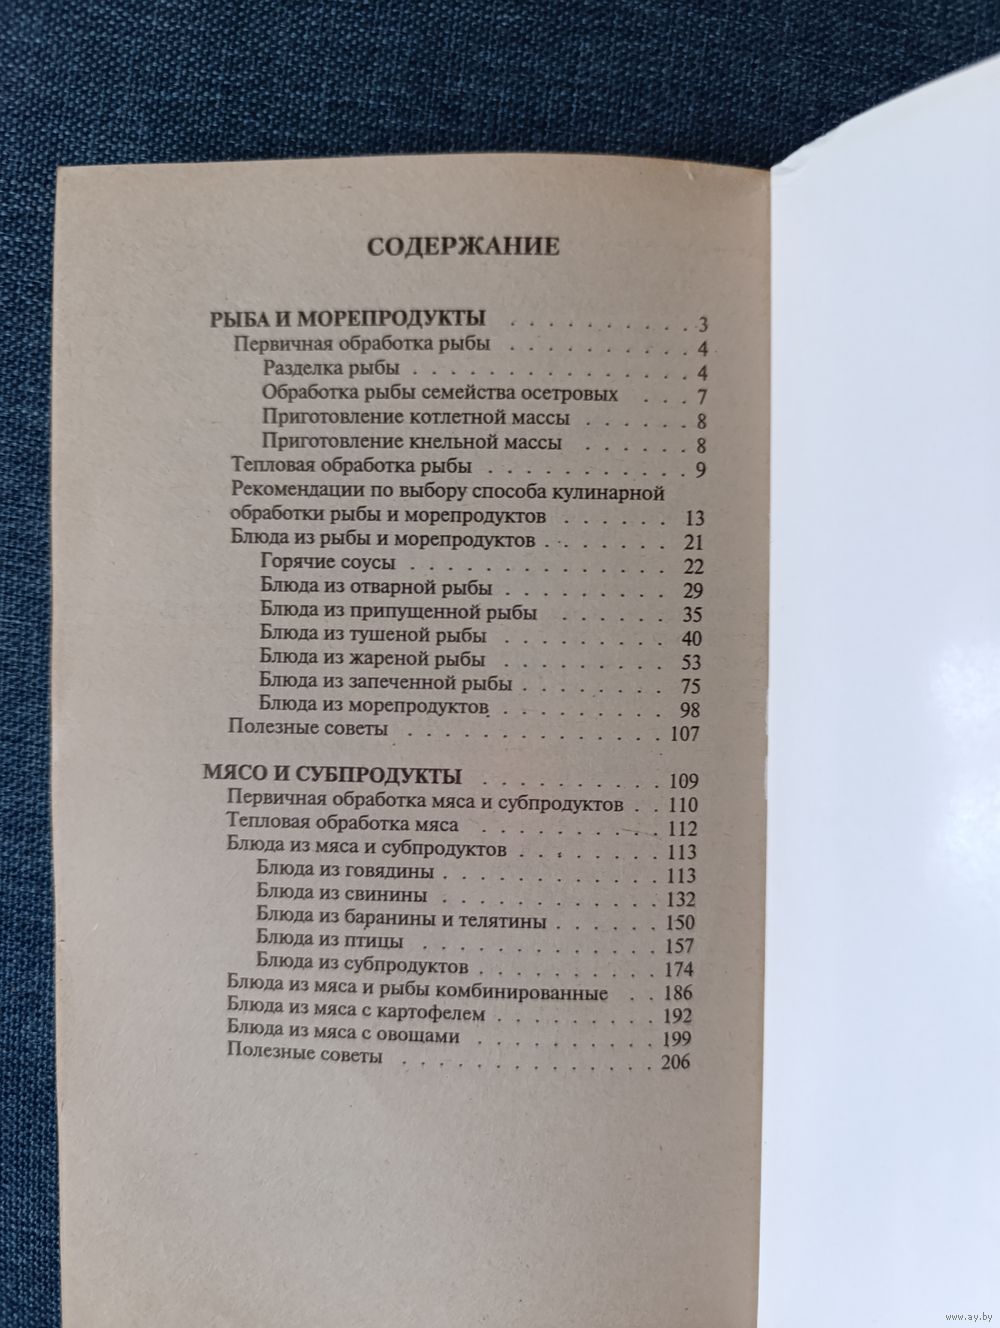 СОДЕРЖАНИЕ
РЫБА И МОРЕПРОДУКТЫ . . . . . . . . . . 3
Первичная обработка рыбы . . . . . . . . . . 4
Разделка рыбы . . . . . . . . . . . . . . 4
Обработка рыбы семейства осетровых . . . 7
Приготовление котлетной массы . . . . . . 8
Приготовление кнельной массы . . . . . . 8
Тепловая обработка рыбы . . . . . . . . . . 9
Рекомендации по выбору способа кулинарной
обработки рыбы и морепродуктов . . . . . . 13
Блюда из рыбы и морепродуктов . . . . . . . 21
Горячие соусы . . . . . . . . . . . . . 22
Блюда из отварной рыбы . . . . . . . . . 29
Блюда из припущенной рыбы . . . . . . 35
Блюда из тушеной рыбы . . . . . . . . . 40
Блюда из жареной рыбы . . . . . . . . . 53
Блюда из запеченной рыбы . . . . . . . . 75
Блюда из морепродуктов . . . . . . . . . 98
Полезные советы . . . . . . . . . . . . . 107
МЯСО И СУБПРОДУКТЫ . . . . . . . . . . 109
Первичная обработка мяса и субпродуктов . . 110
Тепловая обработка мяса . . . . . . . . . . 112
Блюда из мяса и субпродуктов . . . . . . . . 113
Блюда из говядины . . . . . . . . . . . . 113
Блюда из свинины . . . . . . . . . . . . 132
Блюда из баранины и телятины . . . . . . 150
Блюда из птицы . . . . . . . . . . . . . 157
Блюда из субпродуктов . . . . . . . . . . 174
Блюда из мяса и рыбы комбинированные . . 186
Блюда из мяса с картофелем . . . . . . . . . 192
Блюда из мяса с овощами . . . . . . . . . . 199
Полезные советы . . . . . . . . . . . . . . 206
www.ay.by